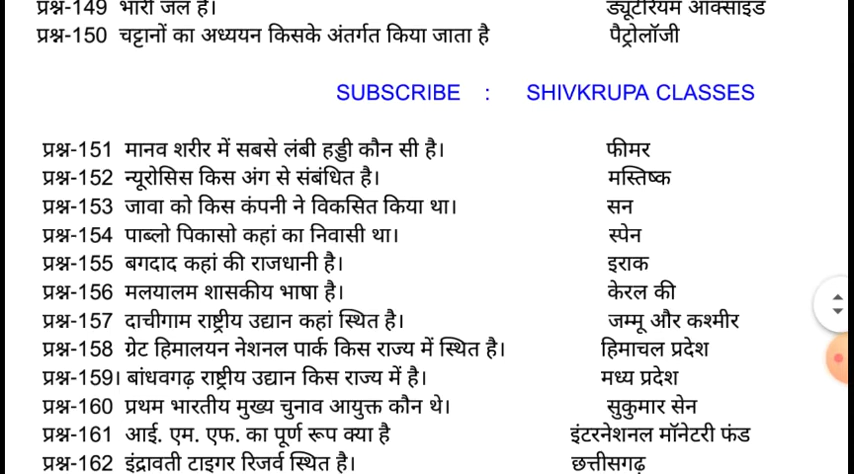 प्रश्न-149 भारी जल है। ड्यूटीरियम ऑक्साइड
प्रश्न-150 चट्टानों का अध्ययन किसके अंतर्गत किया जाता है पैट्रोलॉजी
SUBSCRIBE : SHIVKRUPA CLASSES
प्रश्न-151 मानव शरीर में सबसे लंबी हड्डी कौन सी है। फीमर
प्रश्न-152 न्यूरोसिस किस अंग से संबंधित है। मस्तिष्क
प्रश्न-153 जावा को किस कंपनी ने विकसित किया था। सन
प्रश्न-154 पाब्लो पिकासो कहां का निवासी था। स्पेन
प्रश्न-155 बगदाद कहां की राजधानी है। इराक
प्रश्न-156 मलयालम शासकीय भाषा है। केरल की
प्रश्न-157 दाचीगाम राष्ट्रीय उद्यान कहां स्थित है। जम्मू और कश्मीर
प्रश्न-158 ग्रेट हिमालयन नेशनल पार्क किस राज्य में स्थित है। हिमाचल प्रदेश
प्रश्न-159। बांधवगढ़ राष्ट्रीय उद्यान किस राज्य में है। मध्य प्रदेश
प्रश्न-160 प्रथम भारतीय मुख्य चुनाव आयुक्त कौन थे। सुकुमार सेन
प्रश्न-161 आई. एम. एफ. का पूर्ण रूप क्या है इंटरनेशनल मॉनेटरी फंड
प्रश्न-162 इंद्रावती टाइगर रिजर्व स्थित है। छत्तीसगढ़